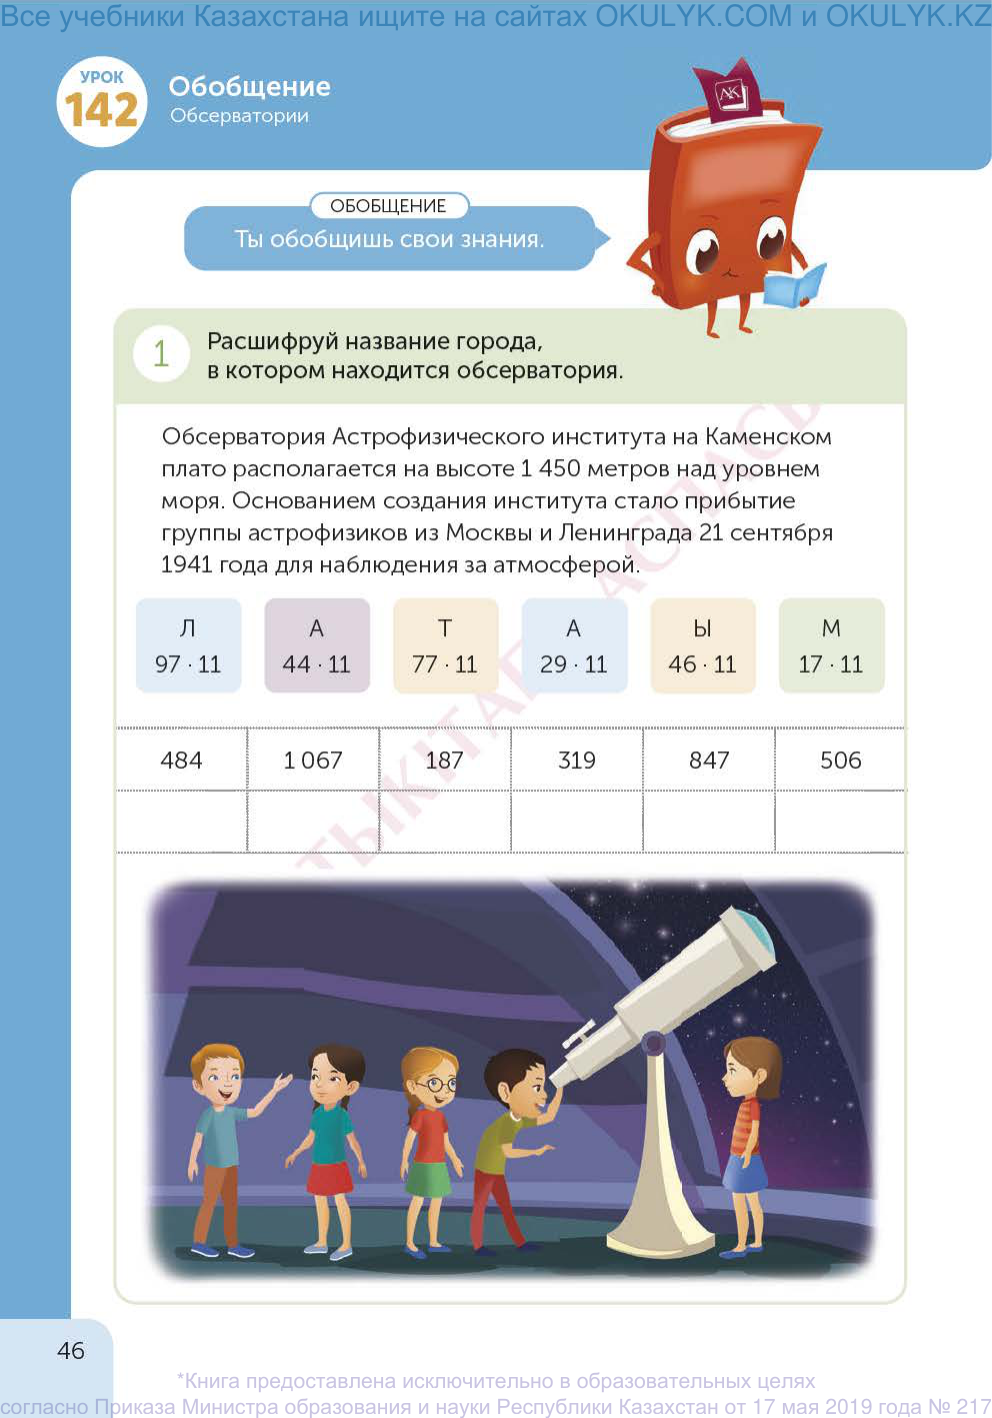 Все учебники Казахстана ищите на сайтах OKULYK.COM и OKULYK.KZ
УРОК
142
Обобщение
Обсерватории
АК
ОБОБЩЕНИЕ
Ты обобщишь свои знания.
1
Расшифруй название города,
в котором находится обсерватория.
Обсерватория Астрофизического института на Каменском
плато располагается на высоте 1 450 метров над уровнем
моря. Основанием создания института стало прибытие
группы астрофизиков из Москвы и Ленинграда 21 сентября
1941 года для наблюдения за атмосферой.
Л А Т А Ы М
97 · 11 44 · 11 77 · 11 29 · 11 46 · 11 17 · 11
484 1 067 187 319 847 506
46
*Книга предоставлена исключительно в образовательных целях
согласно Приказа Министра образования и науки Республики Казахстан от 17 мая 2019 года № 217